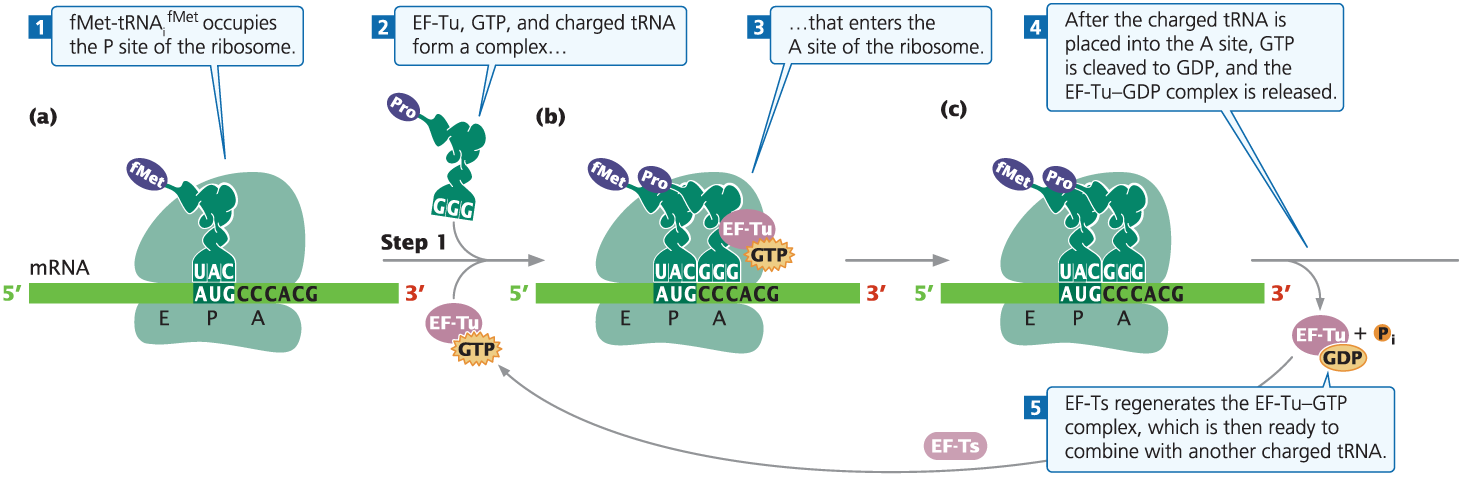 1 fMet-tRNAᵢᶠᴹᵉᵗ occupies
the P site of the ribosome.
2 EF-Tu, GTP, and charged tRNA
form a complex…
3 …that enters the
A site of the ribosome.
4 After the charged tRNA is
placed into the A site, GTP
is cleaved to GDP, and the
EF-Tu–GDP complex is released.
(a)
fMet
UAC
mRNA
5′ AUGCCCACG 3′
E P A
Pro
GGG
Step 1
EF-Tu
GTP
(b)
fMet Pro
EF-Tu
GTP
UACGGG
5′ AUGCCCACG 3′
E P A
(c)
fMet Pro
UACGGG
5′ AUGCCCACG 3′
E P A
EF-Tu + Pᵢ
GDP
5 EF-Ts regenerates the EF-Tu–GTP
complex, which is then ready to
combine with another charged tRNA.
EF-Ts